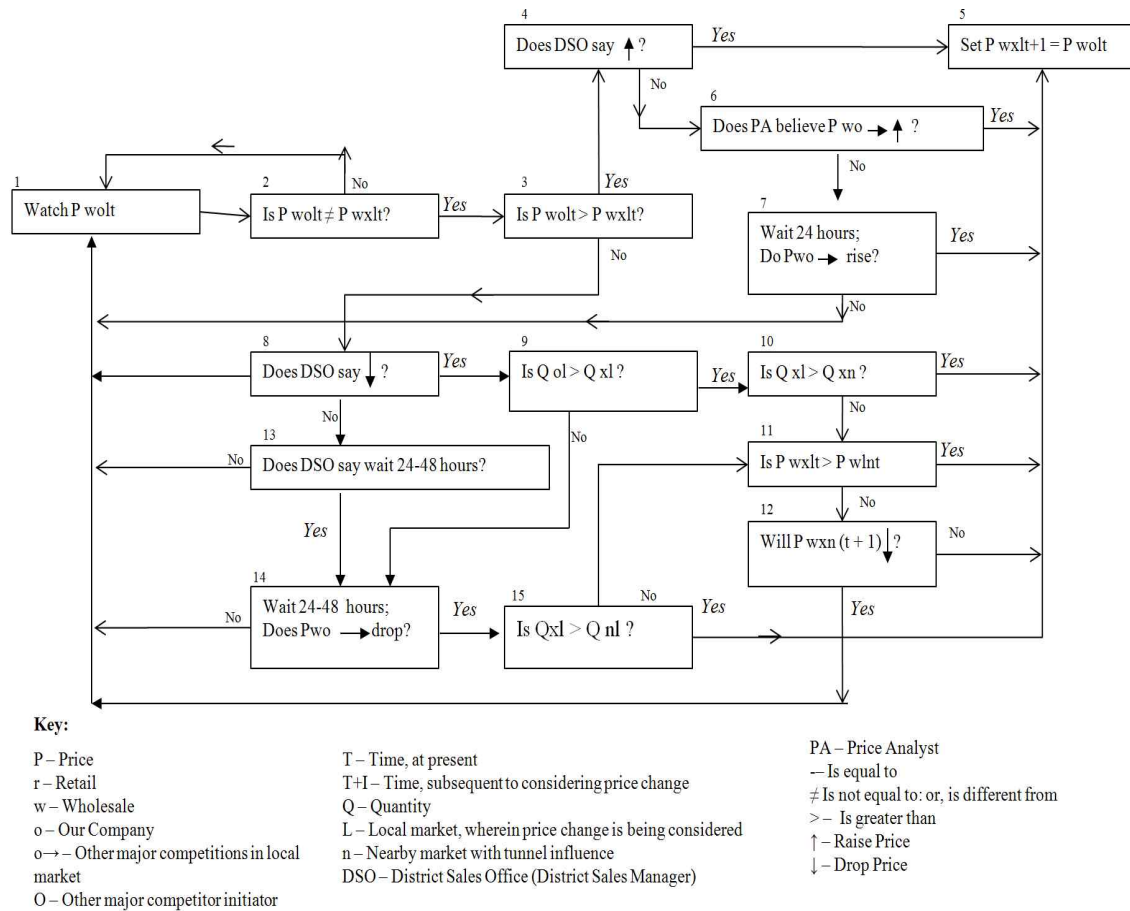 4
Does DSO say ↑ ?
Yes
5
Set P wxlt+1 = P wolt
No
6
Does PA believe P wo → ↑ ?
Yes
No
1
Watch P wolt
2
Is P wolt ≠ P wxlt?
No
Yes
3
Is P wolt > P wxlt?
Yes
No
7
Wait 24 hours;
Do Pwo → rise?
Yes
No
8
Does DSO say ↓ ?
Yes
No
9
Is Q ol > Q xl ?
Yes
No
10
Is Q xl > Q xn ?
Yes
No
13
Does DSO say wait 24-48 hours?
No
Yes
11
Is P wxlt > P wlnt
Yes
No
12
Will P wxn (t + 1) ↓ ?
No
Yes
14
Wait 24-48 hours;
Does Pwo → drop?
No
Yes
15
Is Qxl > Q nl ?
No
Yes
Key:
P – Price
r – Retail
w – Wholesale
o – Our Company
o→ – Other major competitions in local
market
O – Other major competitor initiator
T – Time, at present
T+I – Time, subsequent to considering price change
Q – Quantity
L – Local market, wherein price change is being considered
n – Nearby market with tunnel influence
DSO – District Sales Office (District Sales Manager)
PA – Price Analyst
-– Is equal to
≠ Is not equal to: or, is different from
> – Is greater than
↑ – Raise Price
↓ – Drop Price